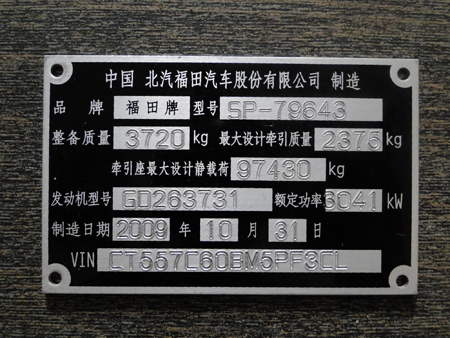 中国 北汽福田汽车股份有限公司 制造
品牌 福田牌 型号 SP-79643
整备质量 3720 kg 最大设计牵引质量 2375 kg
牵引座最大设计静载荷 97430 kg
发动机型号 GD263731 额定功率 3041 kW
制造日期 2009 年 10 月 31 日
VIN CT557C60BM5PF3CL